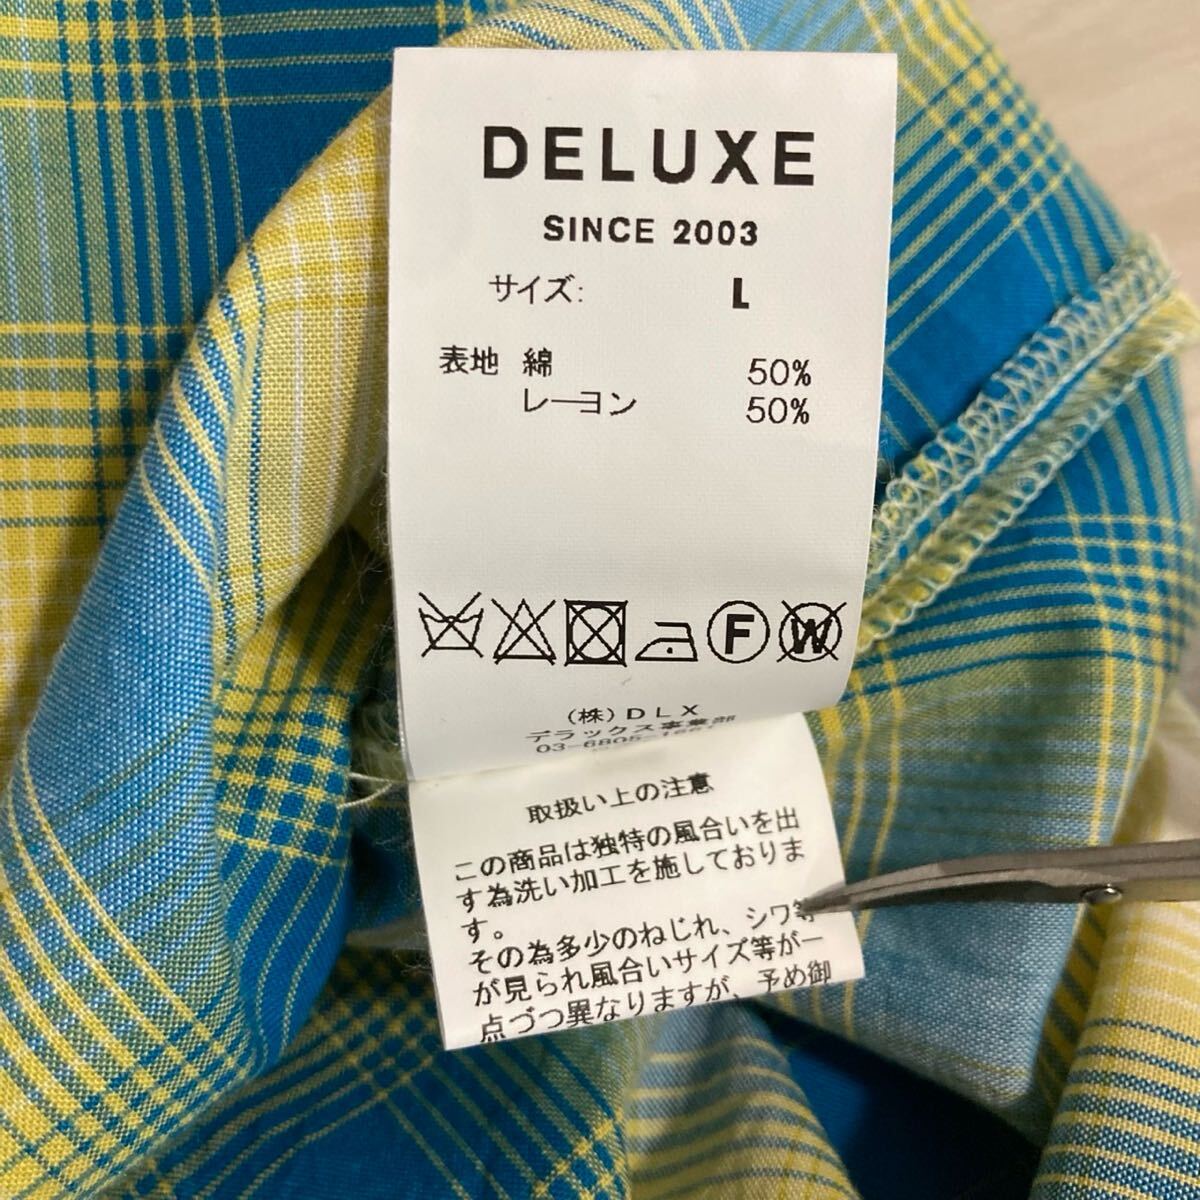 DELUXE
SINCE 2003
サイズ: L
表地 綿 50%
レーヨン 50%
F
W
(株)DLX
デラックス事業部
03-6805-1661
取扱い上の注意
この商品は独特の風合いを出
す為洗い加工を施しておりま
す。
その為多少のねじれ、シワ等
が見られ風合いサイズ等が一
点づつ異なりますが、予め御